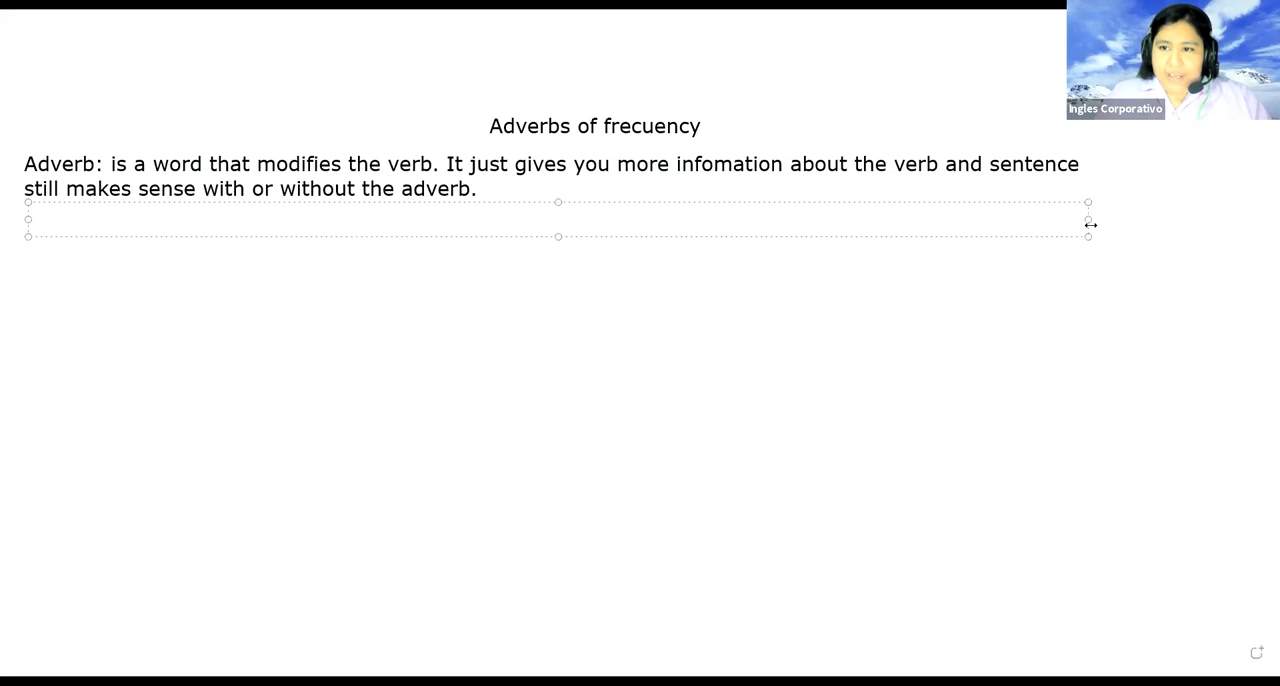 Ingles Corporativo
Adverbs of frecuency
Adverb: is a word that modifies the verb. It just gives you more infomation about the verb and sentence
still makes sense with or without the adverb.